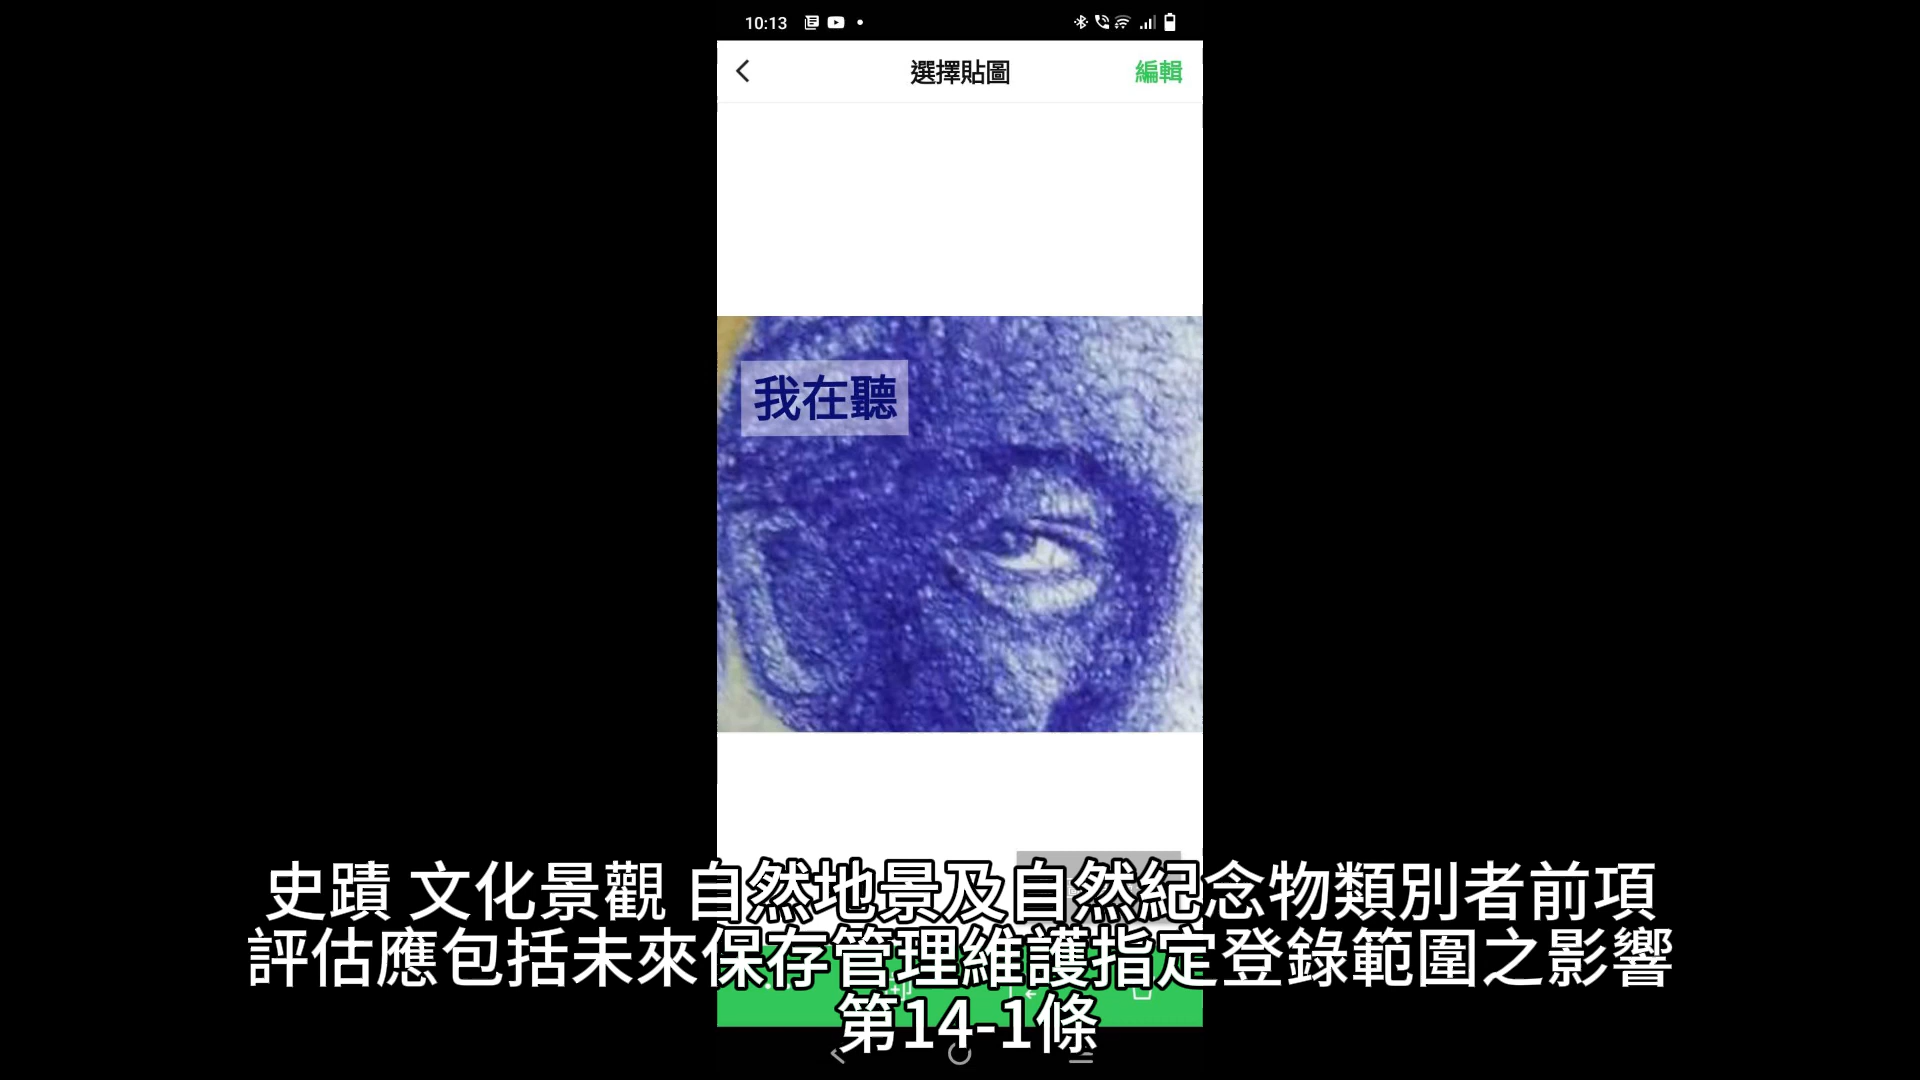 10:13
選擇貼圖
編輯
我在聽
史蹟 文化景觀 自然地景及自然紀念物類別者前項
評估應包括未來保存管理維護指定登錄範圍之影響
第14-1條